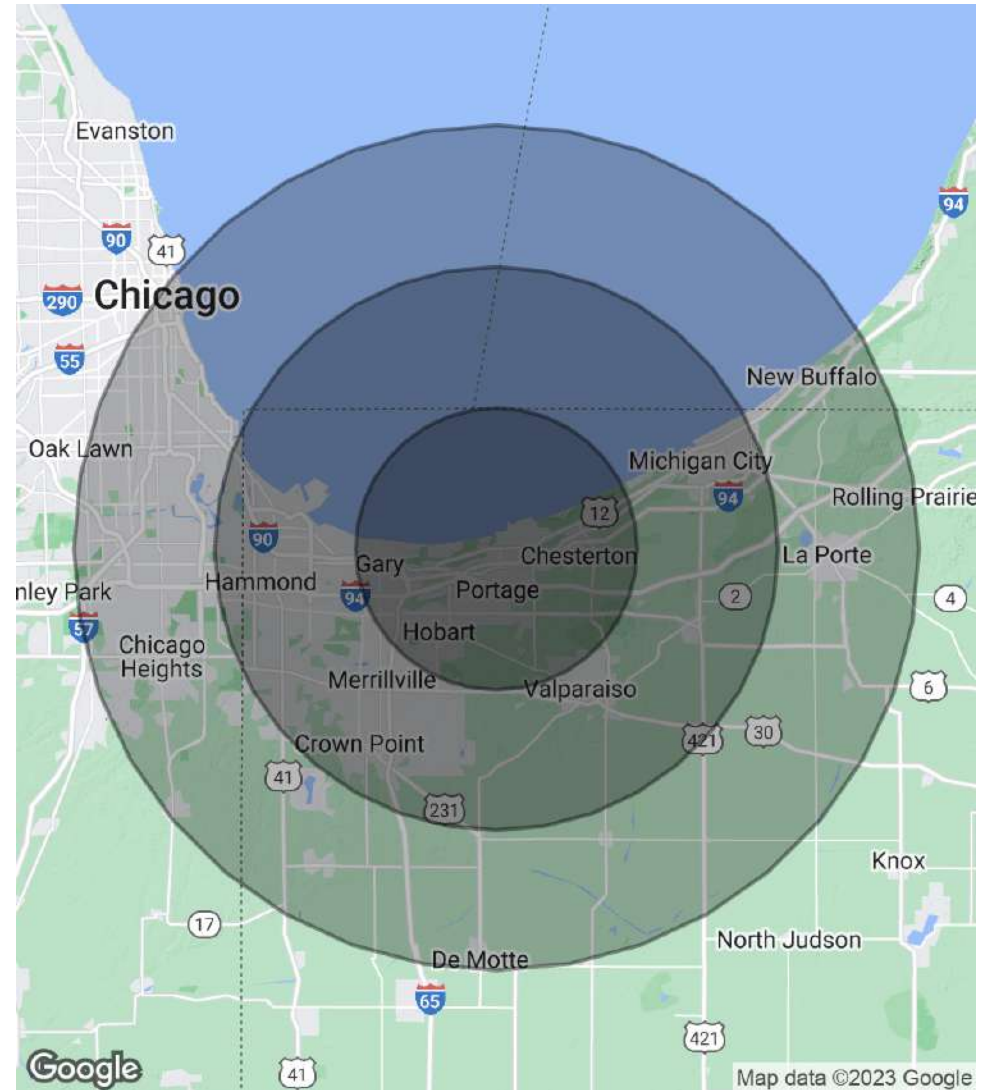 Evanston
94
90
41
Chicago
290
55
New Buffalo
Oak Lawn
Michigan City
94
Rolling Prairie
12
90
Gary
Chesterton
La Porte
Hammond
nley Park
94
Portage
2
4
57
Hobart
Chicago
Heights
Merrillville
Valparaiso
6
Crown Point
421
30
41
231
Knox
17
North Judson
De Motte
65
421
Google
41
Map data ©2023 Google